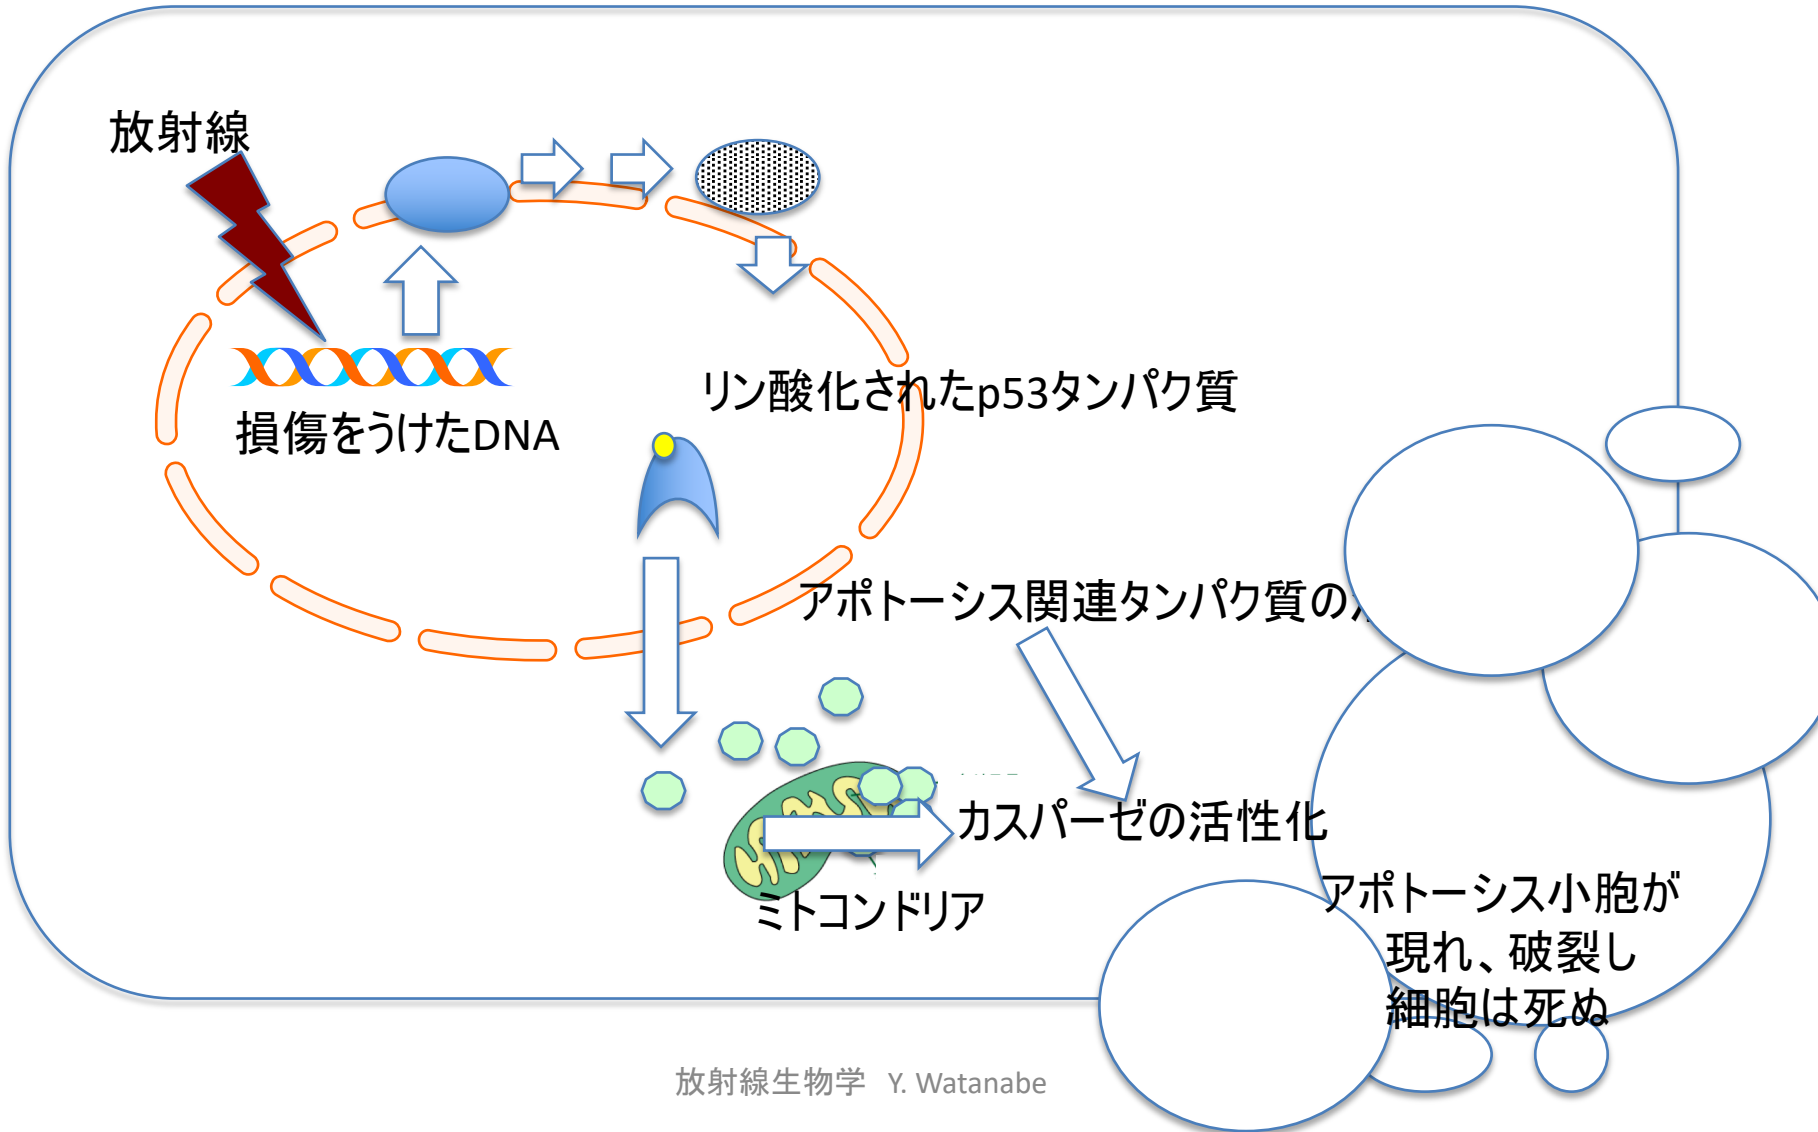 放射線
損傷をうけたDNA
リン酸化されたp53タンパク質
アポトーシス関連タンパク質の
カスパーゼの活性化
ミトコンドリア
アポトーシス小胞が
現れ、破裂し
細胞は死ぬ
放射線生物学 Y. Watanabe